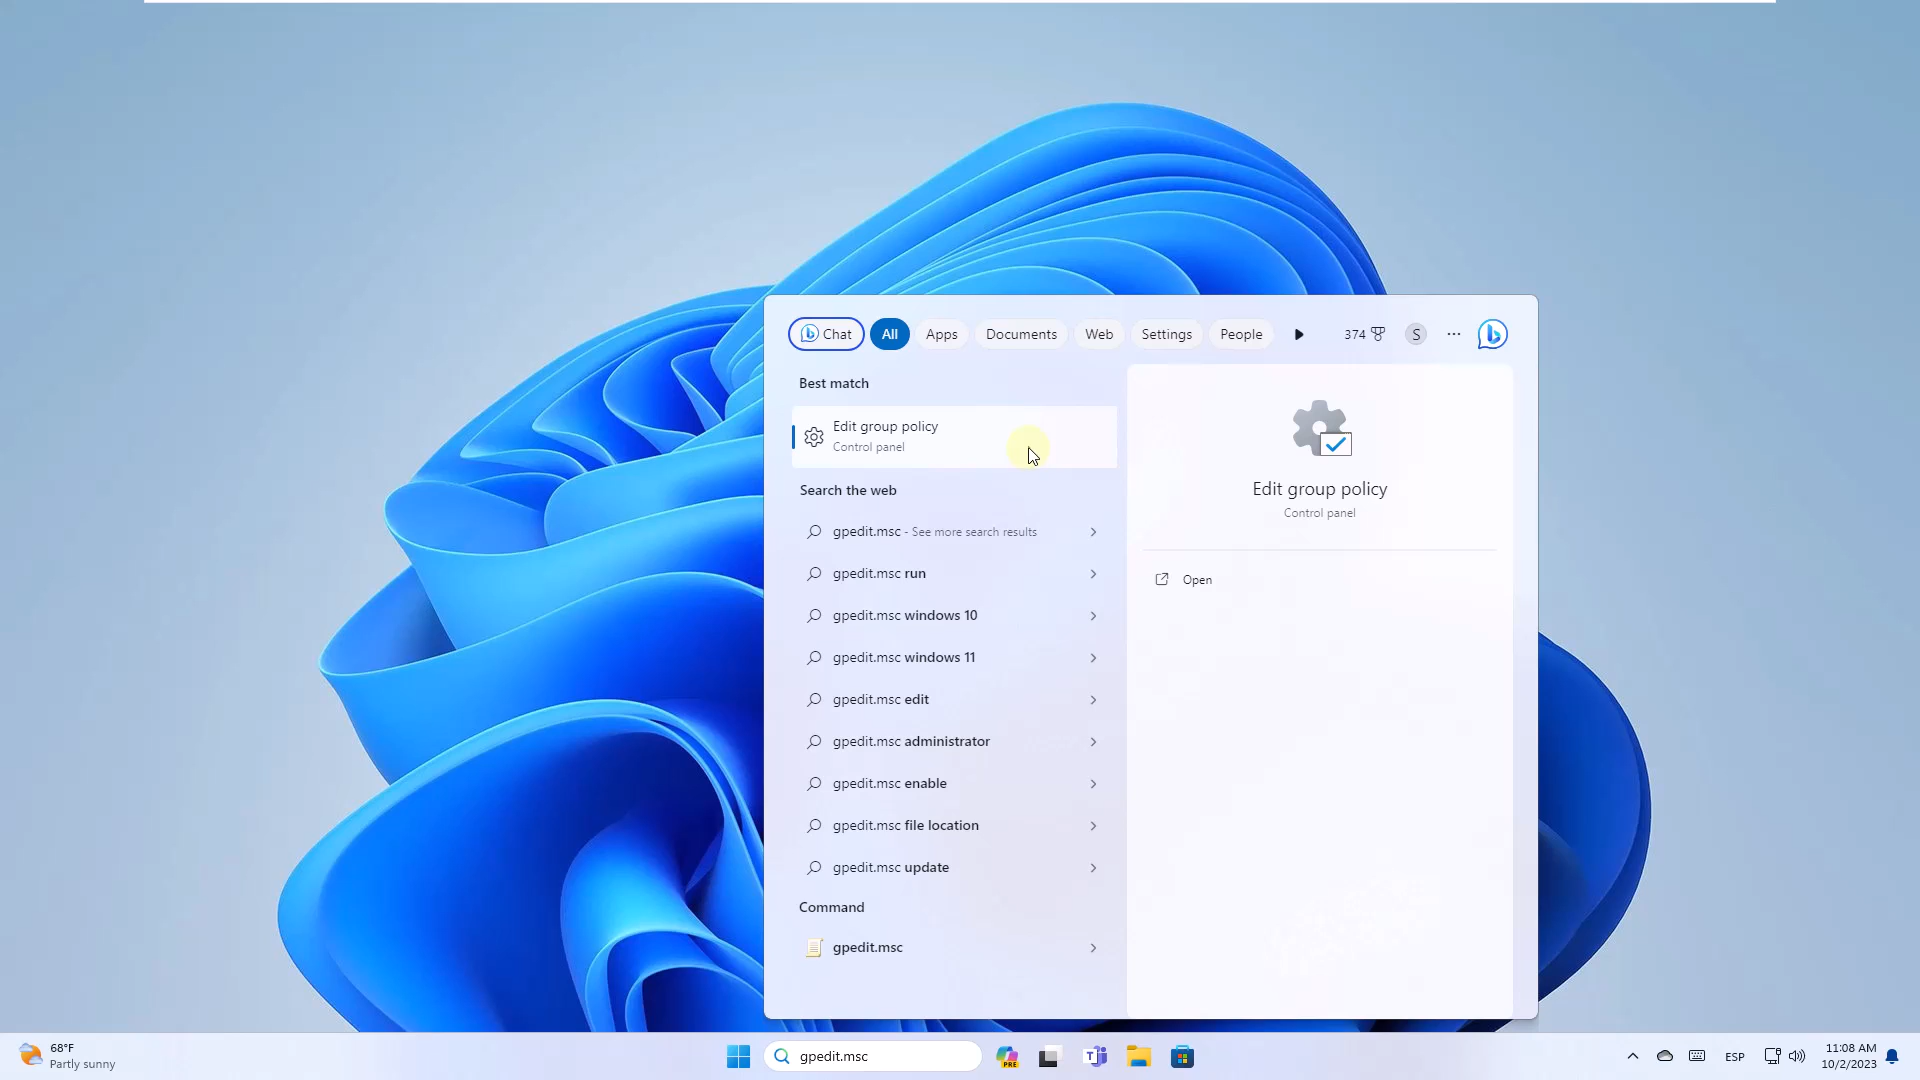 Chat
All
Apps
Documents
Web
Settings
People
374
S
Best match
Edit group policy
Control panel
Search the web
gpedit.msc - See more search results
gpedit.msc run
gpedit.msc windows 10
gpedit.msc windows 11
gpedit.msc edit
gpedit.msc administrator
gpedit.msc enable
gpedit.msc file location
gpedit.msc update
Command
gpedit.msc
Edit group policy
Control panel
Open
68°F
Partly sunny
gpedit.msc
PRE
ESP
11:08 AM
10/2/2023